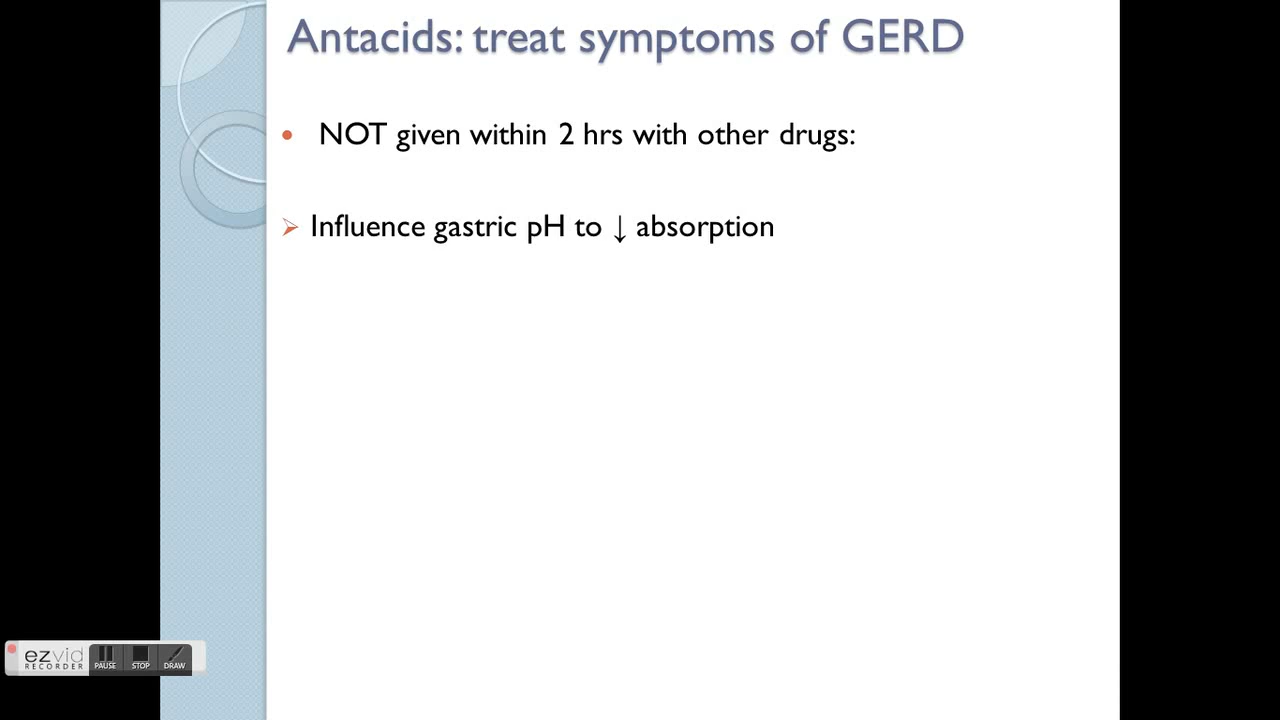 Antacids: treat symptoms of GERD
• NOT given within 2 hrs with other drugs:
➢ Influence gastric pH to ↓ absorption
ezvid
RECORDER
PAUSE STOP DRAW